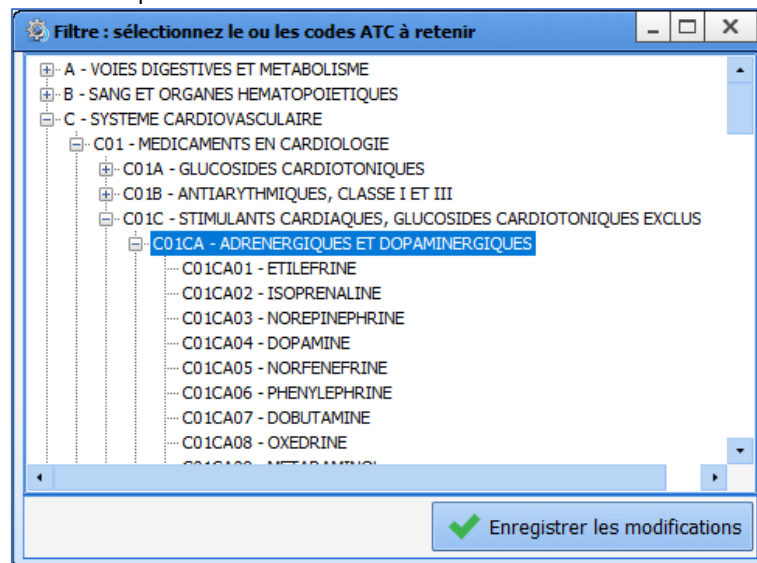 Filtre : sélectionnez le ou les codes ATC à retenir
A - VOIES DIGESTIVES ET METABOLISME
B - SANG ET ORGANES HEMATOPOIETIQUES
C - SYSTEME CARDIOVASCULAIRE
C01 - MEDICAMENTS EN CARDIOLOGIE
C01A - GLUCOSIDES CARDIOTONIQUES
C01B - ANTIARYTHMIQUES, CLASSE I ET III
C01C - STIMULANTS CARDIAQUES, GLUCOSIDES CARDIOTONIQUES EXCLUS
C01CA - ADRENERGIQUES ET DOPAMINERGIQUES
C01CA01 - ETILEFRINE
C01CA02 - ISOPRENALINE
C01CA03 - NOREPINEPHRINE
C01CA04 - DOPAMINE
C01CA05 - NORFENEFRINE
C01CA06 - PHENYLEPHRINE
C01CA07 - DOBUTAMINE
C01CA08 - OXEDRINE
Enregistrer les modifications